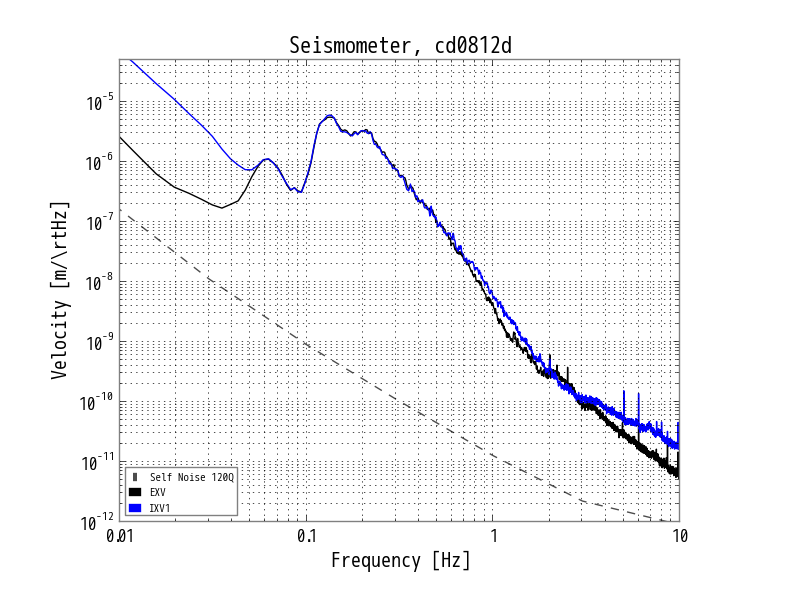 Seismometer, cd0812d
Velocity [m/\rtHz]
10^-5
10^-6
10^-7
10^-8
10^-9
10^-10
10^-11
10^-12
Self Noise 120Q
EXV
IXV1
0.01 0.1 1 10
Frequency [Hz]